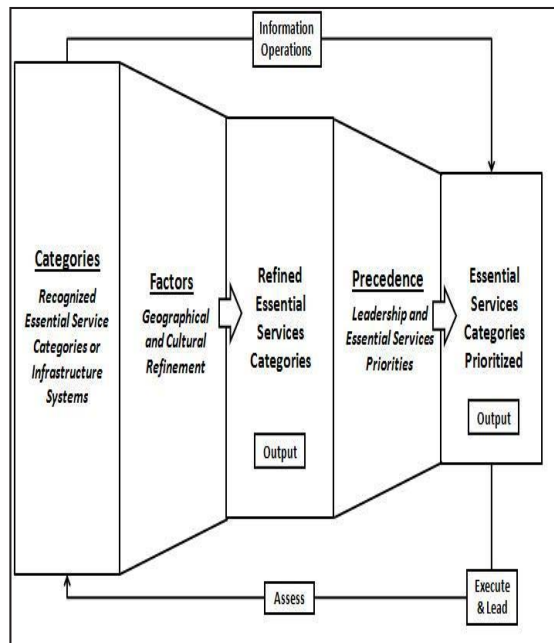 Information
Operations
Categories
Recognized
Essential Service
Categories or
Infrastructure
Systems
Factors
Geographical
and Cultural
Refinement
Refined
Essential
Services
Categories
Output
Precedence
Leadership and
Essential Services
Priorities
Essential
Services
Categories
Prioritized
Output
Execute
& Lead
Assess